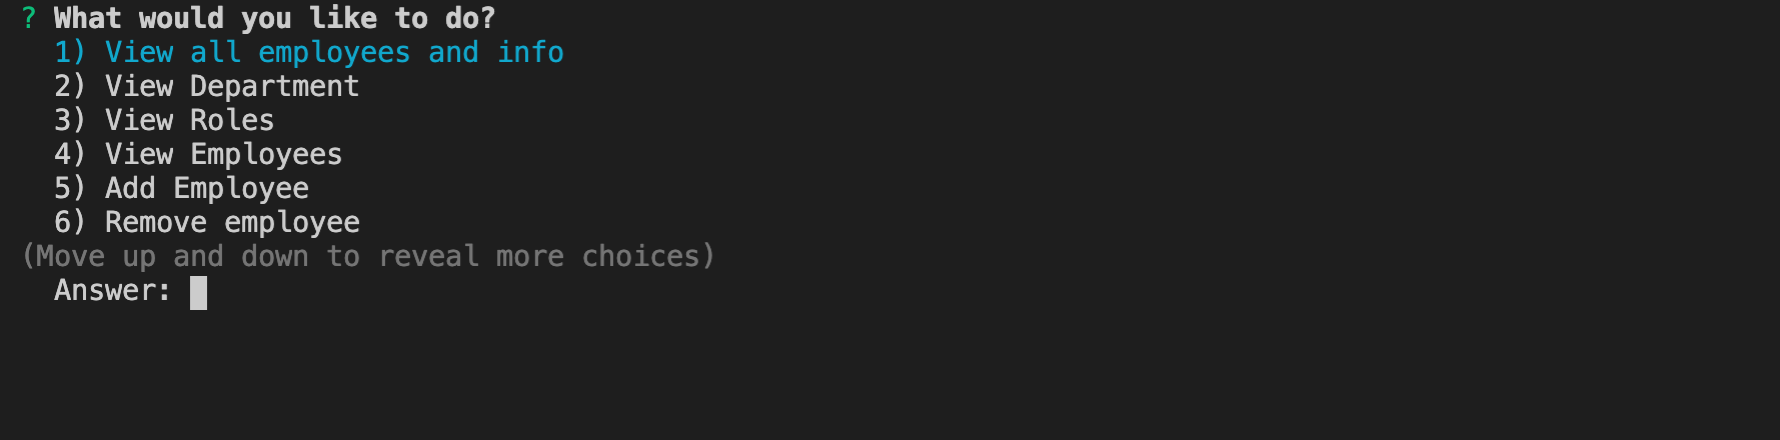 ? What would you like to do?
1) View all employees and info
2) View Department
3) View Roles
4) View Employees
5) Add Employee
6) Remove employee
(Move up and down to reveal more choices)
Answer: